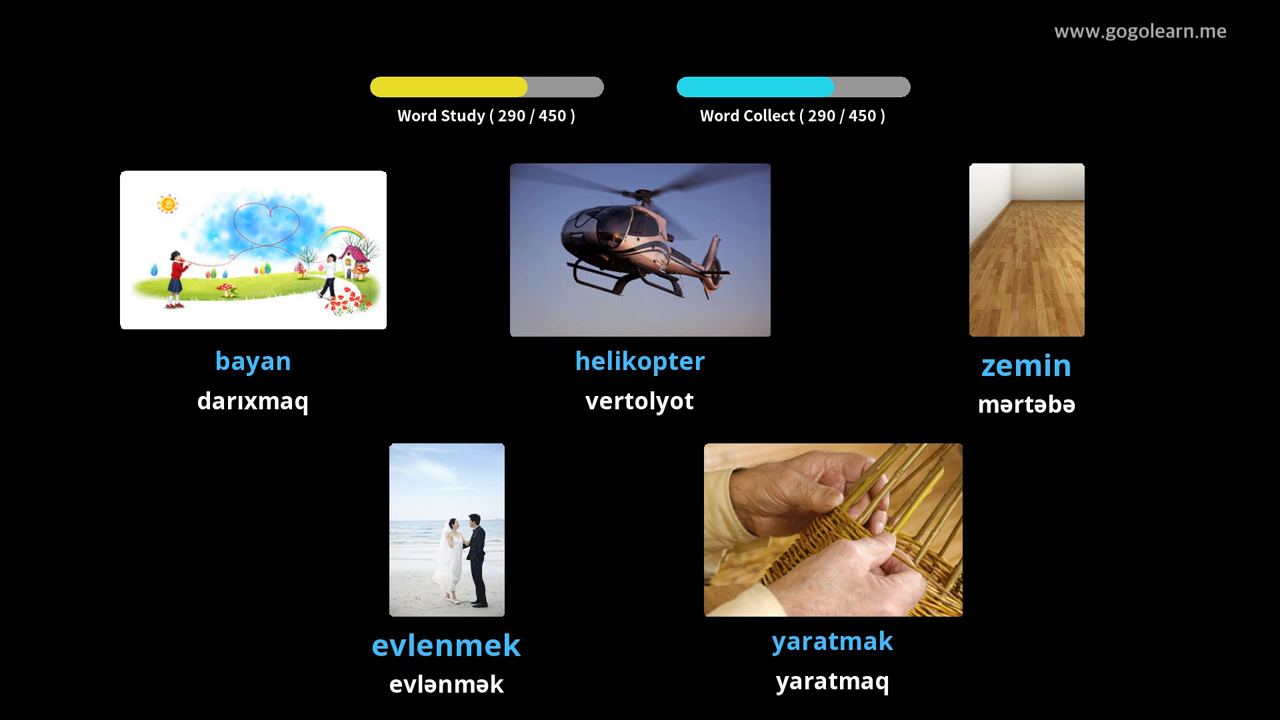 www.gogolearn.me
Word Study ( 290 / 450 )
Word Collect ( 290 / 450 )
bayan
darıxmaq
helikopter
vertolyot
zemin
mərtəbə
evlenmek
evlənmək
yaratmak
yaratmaq